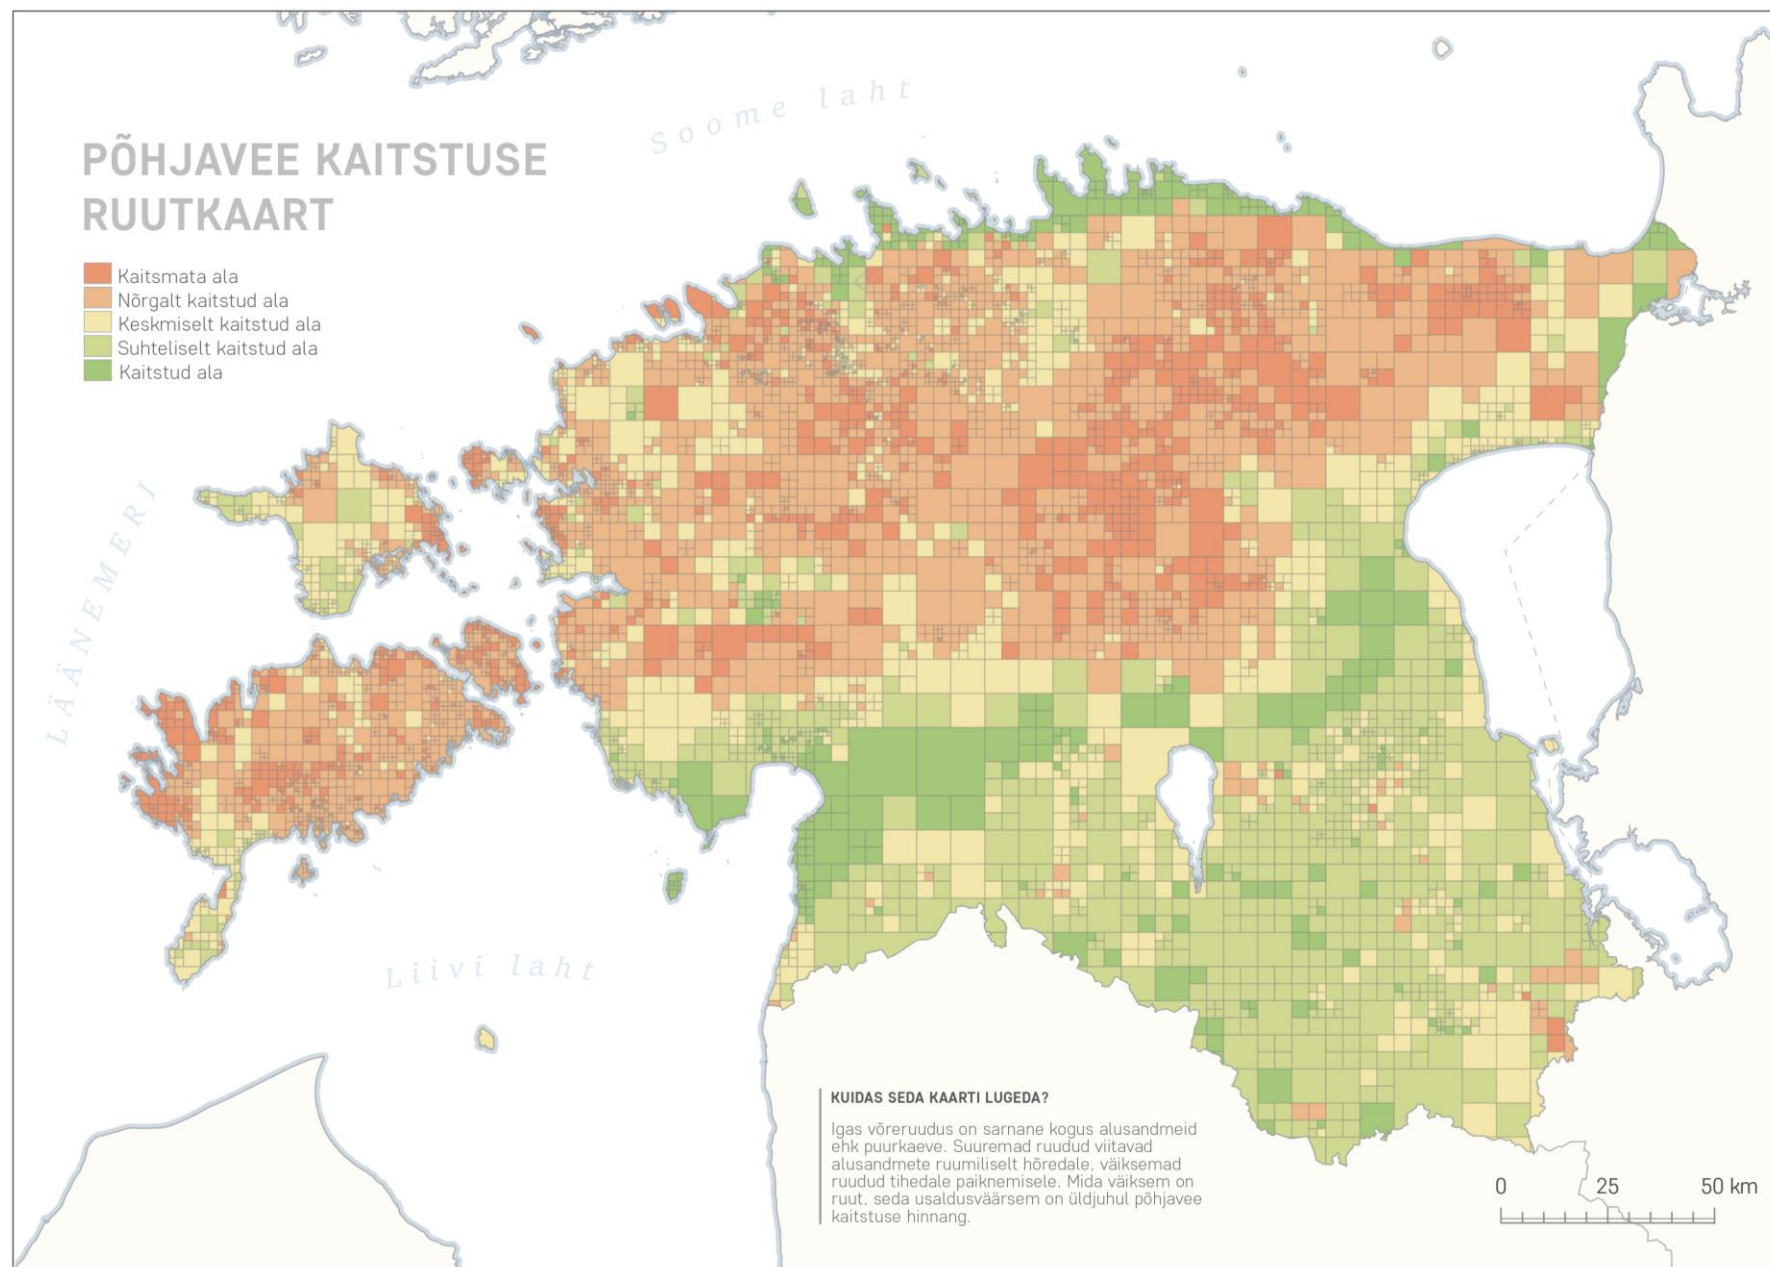 Soome laht
PÕHJAVEE KAITSTUSE
RUUTKAART
Kaitsmata ala
Nõrgalt kaitstud ala
Keskmiselt kaitstud ala
Suhteliselt kaitstud ala
Kaitstud ala
LÄÄNEMERI
Liivi laht
KUIDAS SEDA KAARTI LUGEDA?
Igas võreruudus on sarnane kogus alusandmeid
ehk puurkaeve. Suuremad ruudud viitavad
alusandmete ruumiliselt hõredale, väiksemad
ruudud tihedale paiknemisele. Mida väiksem on
ruut, seda usaldusväärsem on üldjuhul põhjavee
kaitstuse hinnang.
0 25 50 km